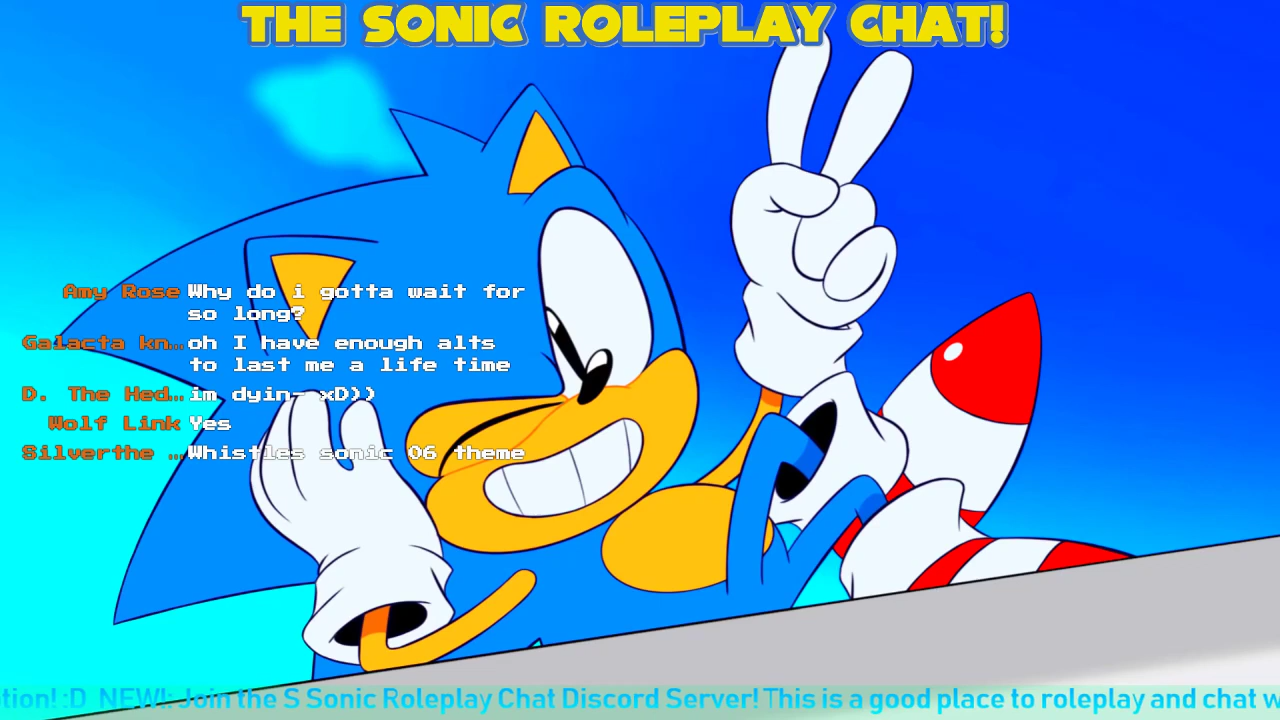 THE SONIC ROLEPLAY CHAT!
Amy Rose Why do i gotta wait for
so long?
Galacta kn… oh I have enough alts
to last me a life time
D. The Hed… im dyin- xD))
Wolf Link Yes
Silverthe … Whistles sonic 06 theme
tion! :D NEW!: Join the S Sonic Roleplay Chat Discord Server! This is a good place to roleplay and chat w